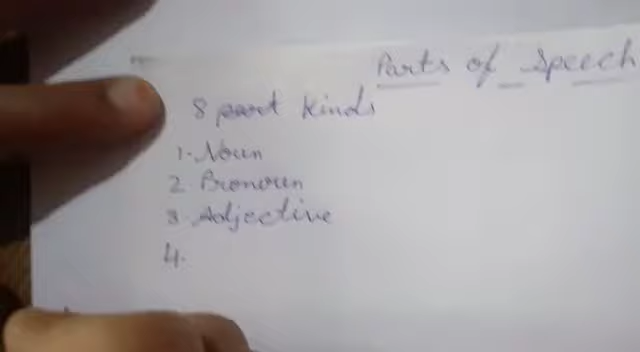 Parts of Speech
8 part kinds
1. Noun
2. Pronoun
3. Adjective
4.